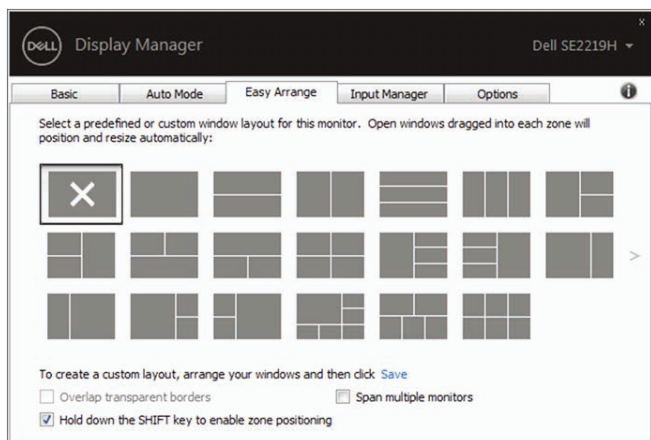 x
DELL Display Manager Dell SE2219H
Basic Auto Mode Easy Arrange Input Manager Options i
Select a predefined or custom window layout for this monitor. Open windows dragged into each zone will
position and resize automatically:
>
To create a custom layout, arrange your windows and then click Save
Overlap transparent borders Span multiple monitors
Hold down the SHIFT key to enable zone positioning